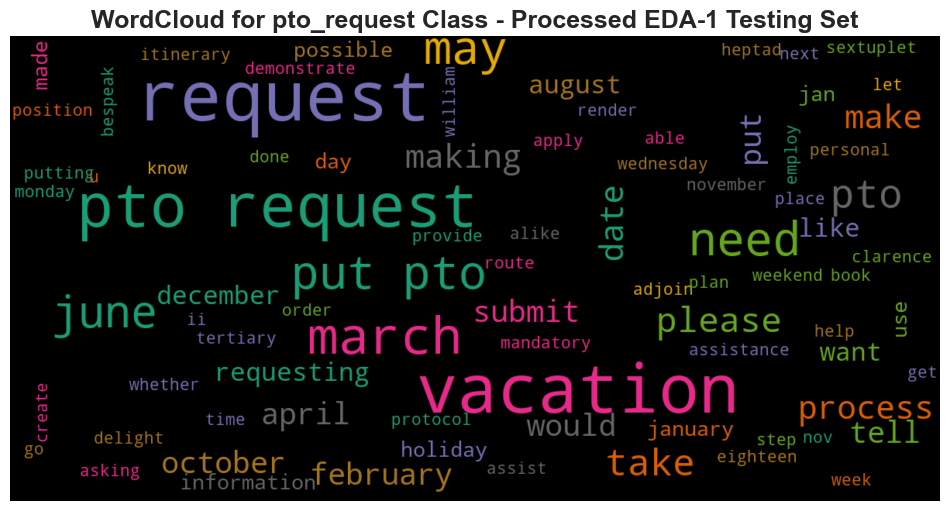 WordCloud for pto_request Class - Processed EDA-1 Testing Set
made
itinerary
possible
may
heptad
next
sextuplet
demonstrate
position
bespeak
request
william
august
render
jan
let
make
putting
u
monday
know
done
day
making
apply
able
wednesday
put
employ
personal
pto request
provide
alike
route
date
november
place
pto
need
like
clarence
june
december
ii
tertiary
order
put pto
submit
mandatory
adjoin
plan
weekend book
please
assistance
help
use
want
get
march
requesting
whether
create
go
delight
asking
time
april
protocol
holiday
october
information
february
assist
vacation
would
january
take
step
eighteen
process
nov
tell
week